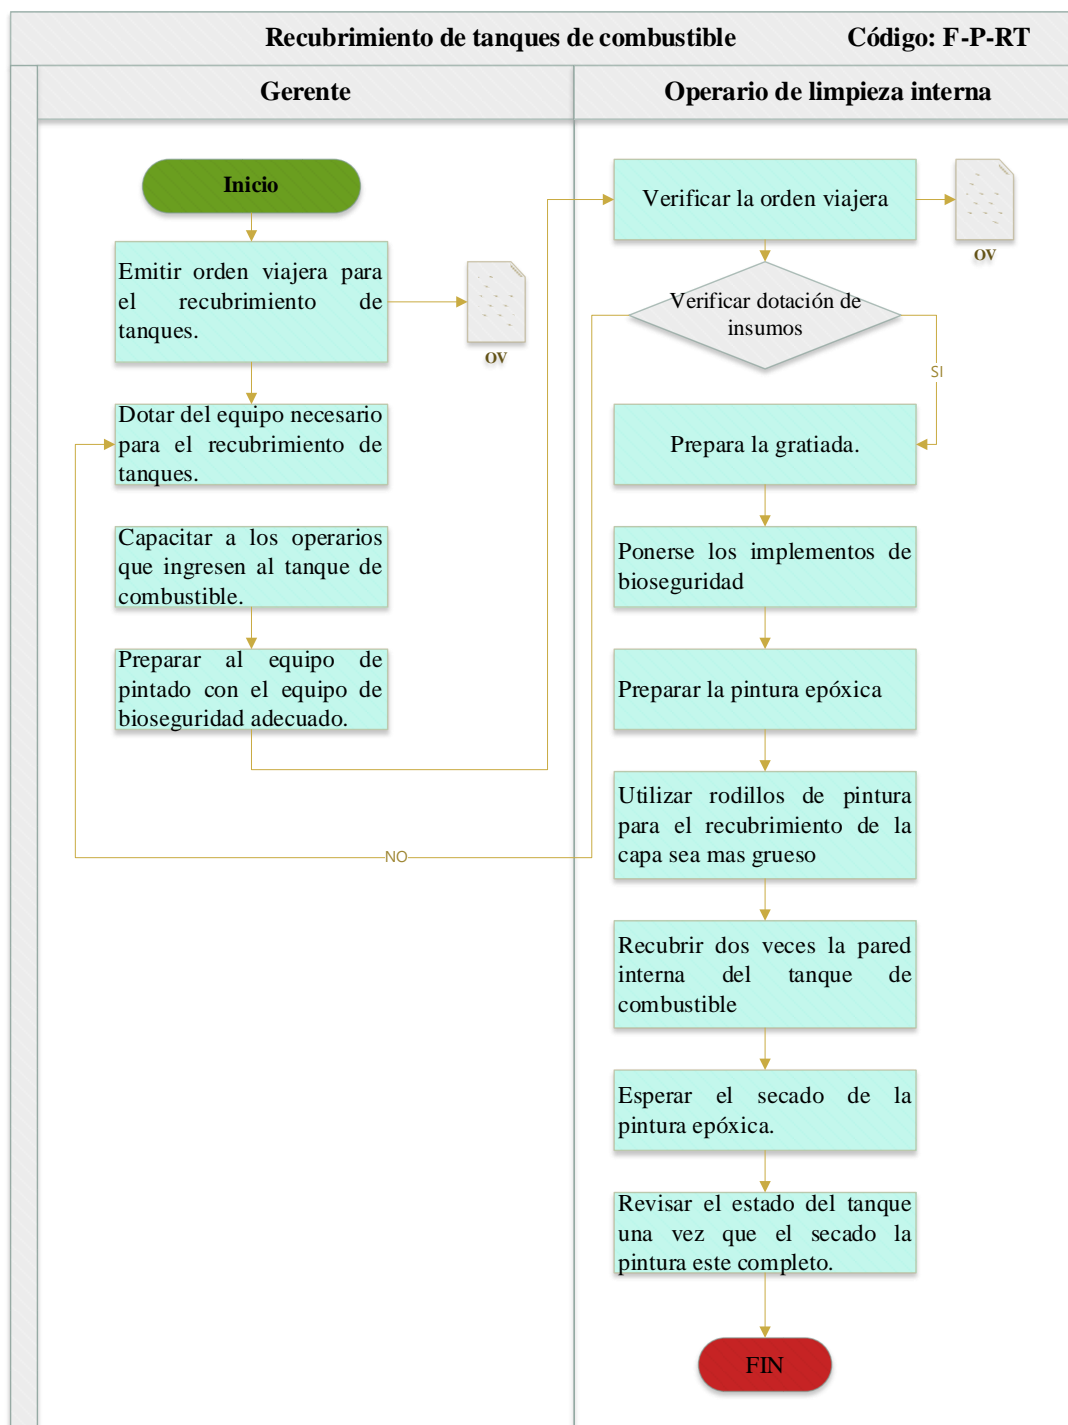 Recubrimiento de tanques de combustible Código: F-P-RT
Gerente
Operario de limpieza interna
Inicio
Emitir orden viajera para
el recubrimiento de
tanques.
OV
Dotar del equipo necesario
para el recubrimiento de
tanques.
Capacitar a los operarios
que ingresen al tanque de
combustible.
Preparar al equipo de
pintado con el equipo de
bioseguridad adecuado.
NO
Verificar la orden viajera
OV
Verificar dotación de
insumos
SI
Prepara la gratiada.
Ponerse los implementos de
bioseguridad
Preparar la pintura epóxica
Utilizar rodillos de pintura
para el recubrimiento de la
capa sea mas grueso
Recubrir dos veces la pared
interna del tanque de
combustible
Esperar el secado de la
pintura epóxica.
Revisar el estado del tanque
una vez que el secado la
pintura este completo.
FIN